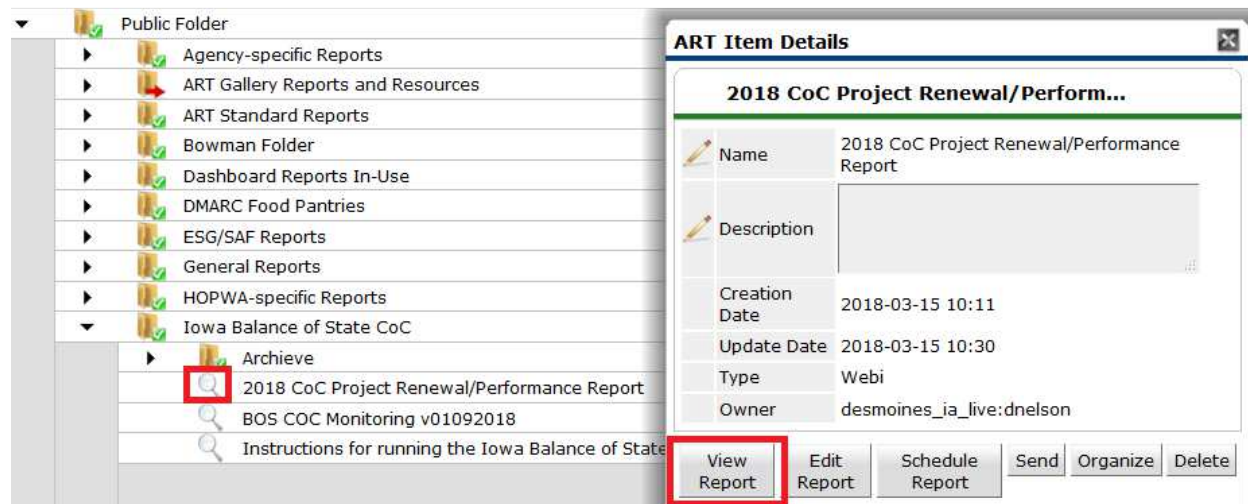 Public Folder
Agency-specific Reports
ART Gallery Reports and Resources
ART Standard Reports
Bowman Folder
Dashboard Reports In-Use
DMARC Food Pantries
ESG/SAF Reports
General Reports
HOPWA-specific Reports
Iowa Balance of State CoC
Archieve
2018 CoC Project Renewal/Performance Report
BOS COC Monitoring v01092018
Instructions for running the Iowa Balance of State
ART Item Details
2018 CoC Project Renewal/Perform...
Name 2018 CoC Project Renewal/Performance
Report
Description
Creation
Date 2018-03-15 10:11
Update Date 2018-03-15 10:30
Type Webi
Owner desmoines_ia_live:dnelson
View Report
Edit Report
Schedule Report
Send
Organize
Delete